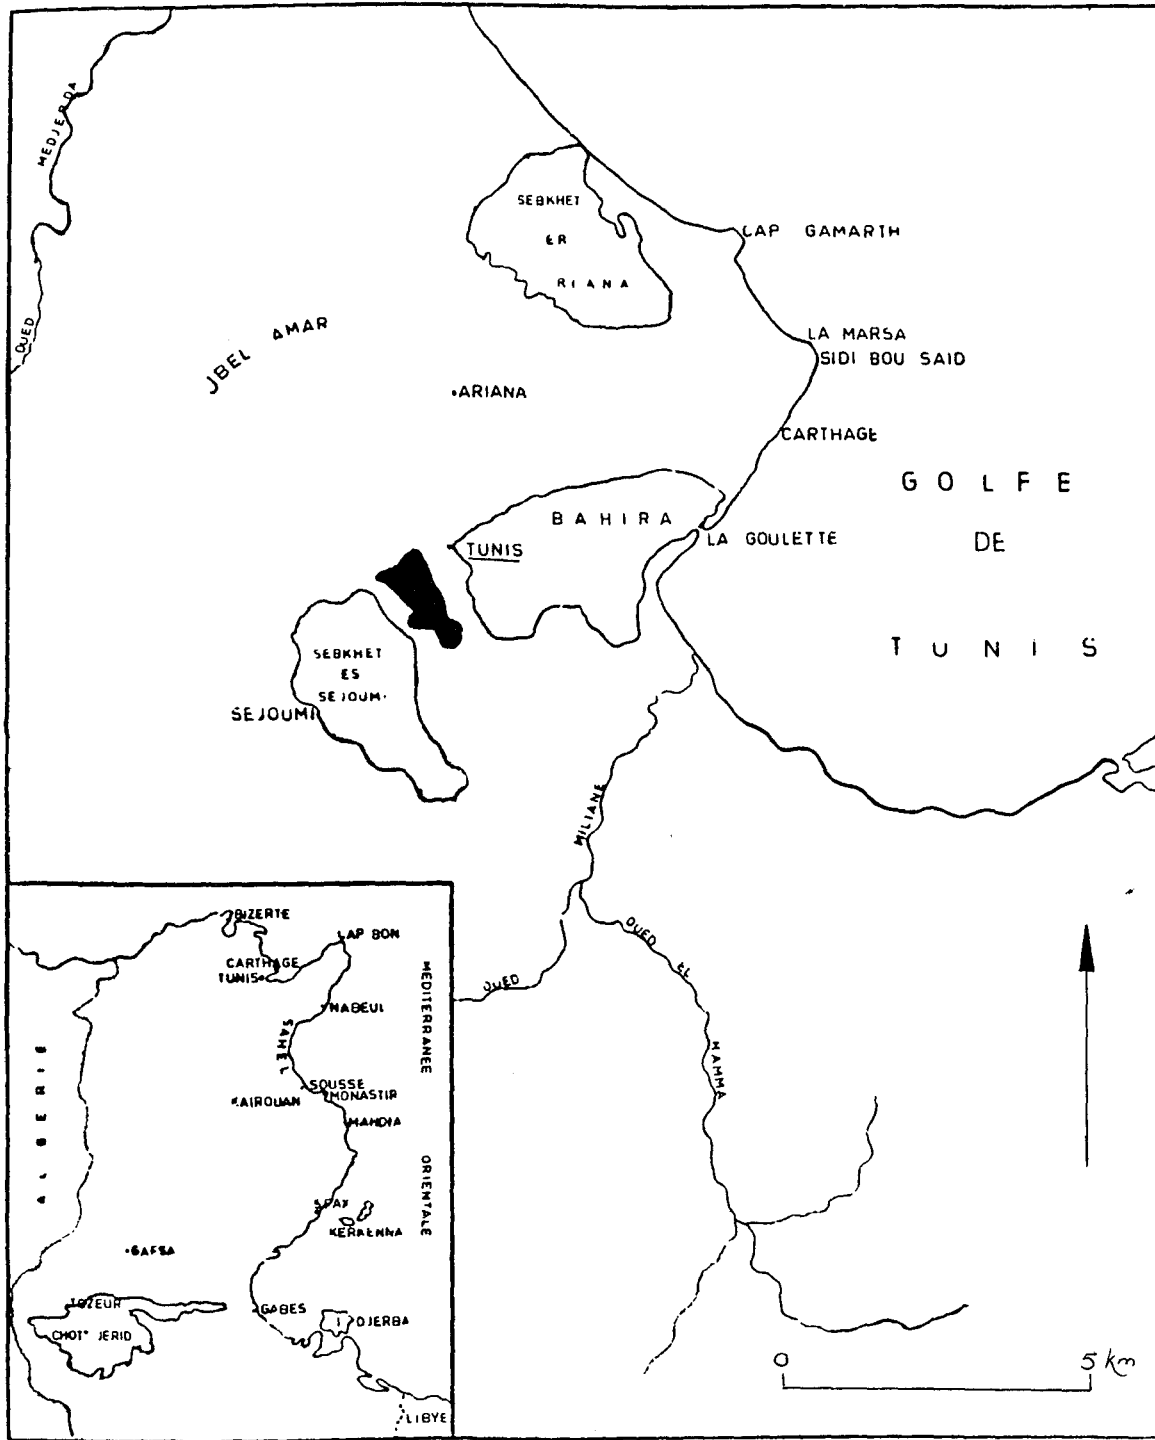 MEDJERDA
OUED
SEBKHET
ER
RIANA
CAP GAMARTH
JBEL AMAR
LA MARSA
SIDI BOU SAID
ARIANA
CARTHAGE
GOLFE
DE
TUNIS
BAHIRA
LA GOULETTE
TUNIS
SEBKHET
ES
SEJOUMI
SEJOUMI
MILIANE
OUED
OUED
EL
HAMMA
0 5 km
BIZERTE
CAP BON
CARTHAGE
TUNIS
NABEUL
MEDITERRANEE
ORIENTALE
SAHEL
ALGERIE
SOUSSE
MONASTIR
KAIROUAN
MAHDIA
SFAX
KERKENNA
GAFSA
TOZEUR
CHOTT JERID
GABES
I DJERBA
LIBYE